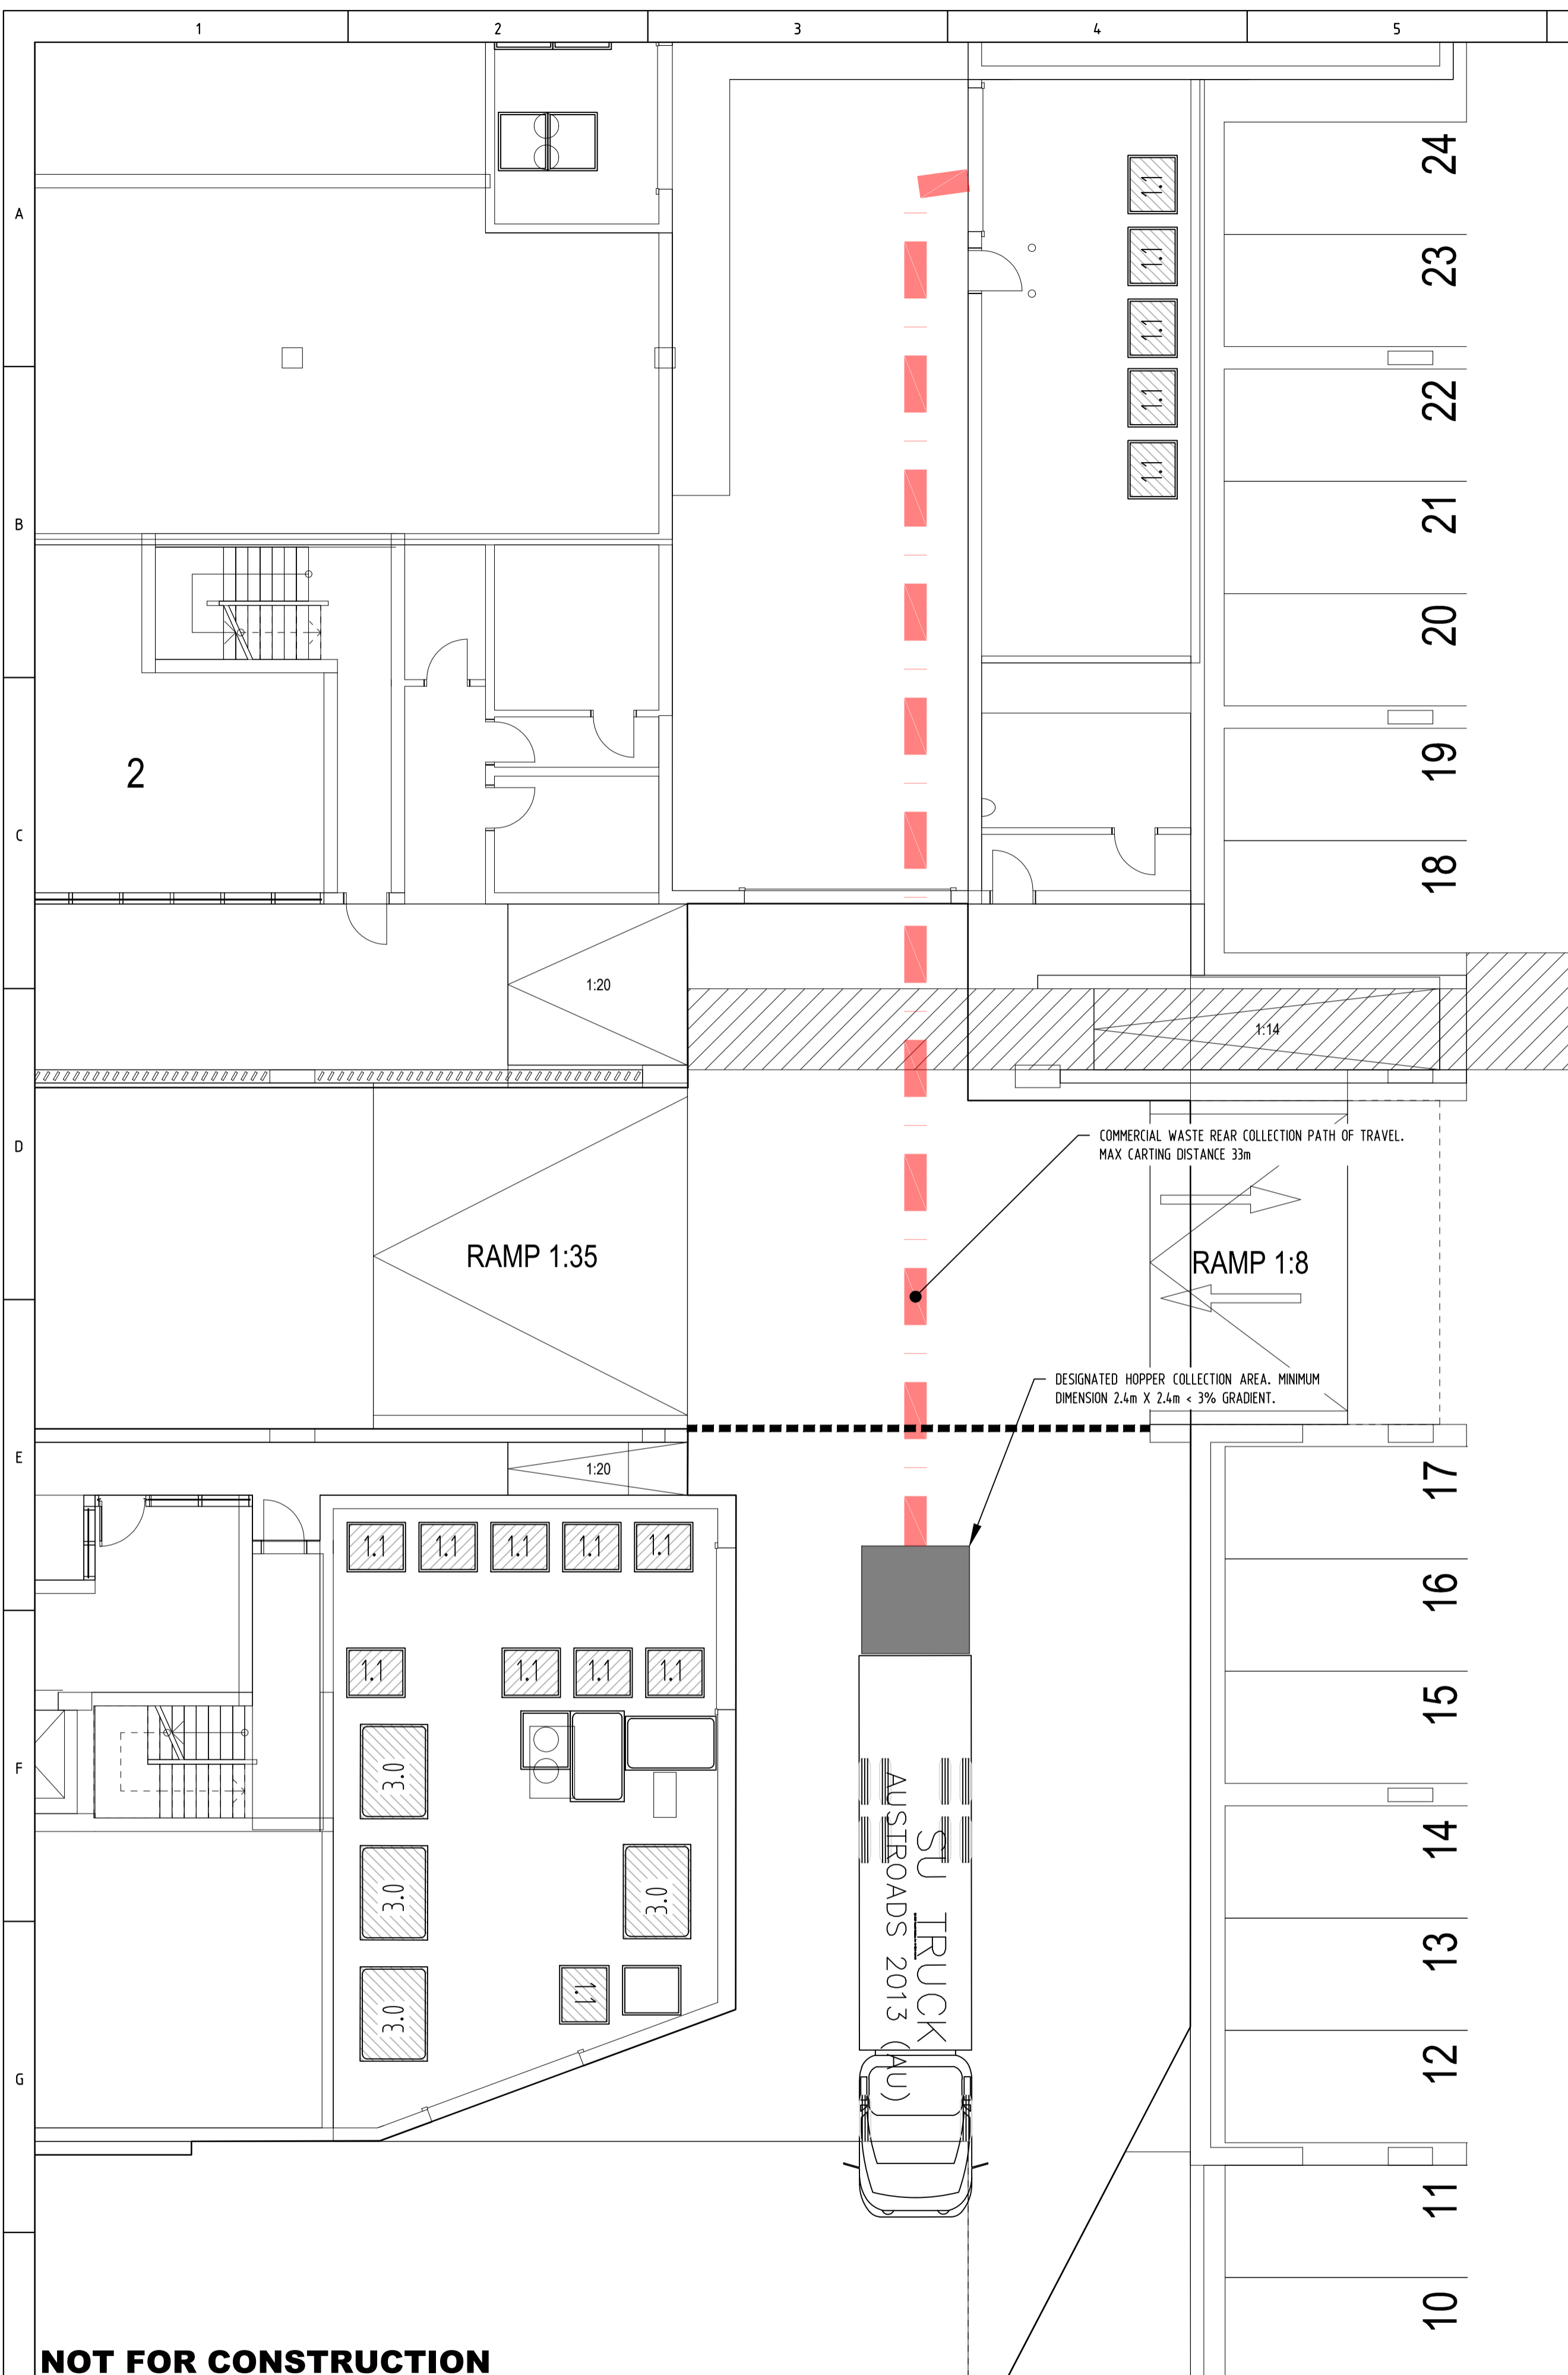 1 2 3 4 5
A
B
C
D
E
F
G
24
23
22
21
20
19
18
17
16
15
14
13
12
11
10
1.1
1.1
1.1
1.1
1.1
2
1:20
1:14
COMMERCIAL WASTE REAR COLLECTION PATH OF TRAVEL.
MAX CARTING DISTANCE 33m
RAMP 1:35
RAMP 1:8
DESIGNATED HOPPER COLLECTION AREA. MINIMUM
DIMENSION 2.4m X 2.4m < 3% GRADIENT.
1:20
1.1 1.1 1.1 1.1 1.1
1.1 1.1 1.1 1.1
3.0
3.0
3.0
3.0
1.1
SU TRUCK
AUSTROADS 2013 (AU)
NOT FOR CONSTRUCTION